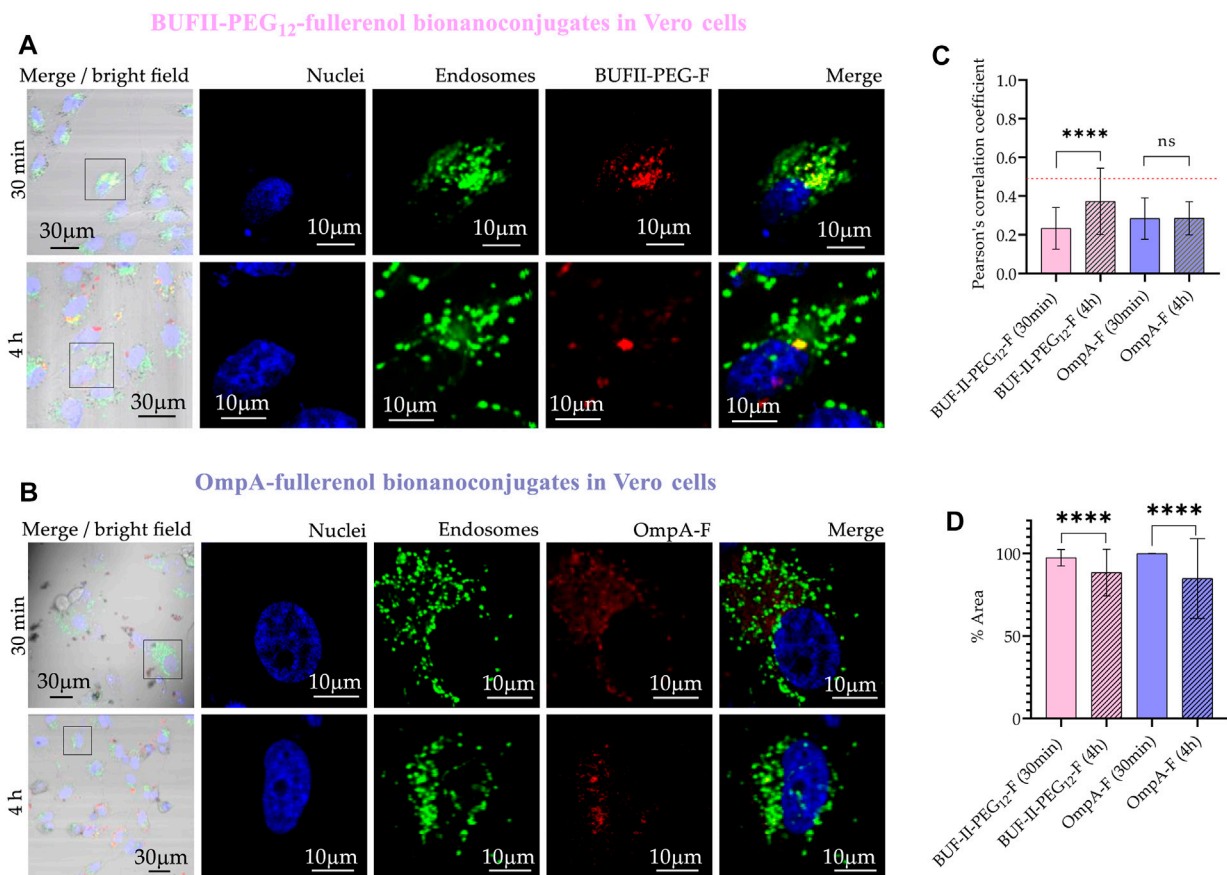 BUFII-PEG12-fullerenol bionanoconjugates in Vero cells
A
Merge / bright field Nuclei Endosomes BUFII-PEG-F Merge
30 min
30µm 10µm 10µm 10µm 10µm
4 h
30µm 10µm 10µm 10µm 10µm
OmpA-fullerenol bionanoconjugates in Vero cells
B
Merge / bright field Nuclei Endosomes OmpA-F Merge
30 min
30µm 10µm 10µm 10µm 10µm
4 h
30µm 10µm 10µm 10µm 10µm
C
Pearson's correlation coefficient
1.0
0.8
0.6
0.4
0.2
0.0
**** ns
BUF-II-PEG12-F (30min)
BUF-II-PEG12-F (4h)
OmpA-F (30min)
OmpA-F (4h)
D
% Area
100
50
0
**** ****
BUF-II-PEG12-F (30min)
BUF-II-PEG12-F (4h)
OmpA-F (30min)
OmpA-F (4h)